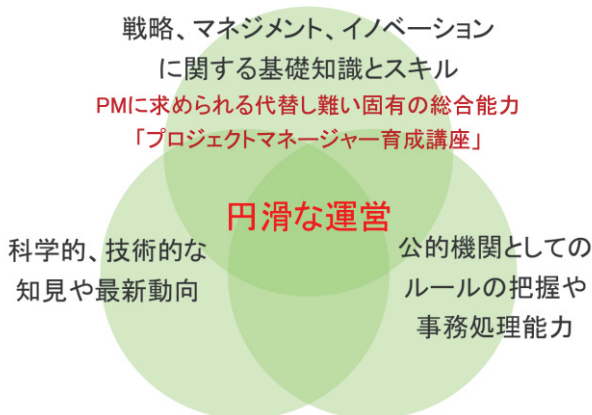 戦略、マネジメント、イノベーション
に関する基礎知識とスキル
PMに求められる代替し難い固有の総合能力
「プロジェクトマネージャー育成講座」
円滑な運営
科学的、技術的な
知見や最新動向
公的機関としての
ルールの把握や
事務処理能力